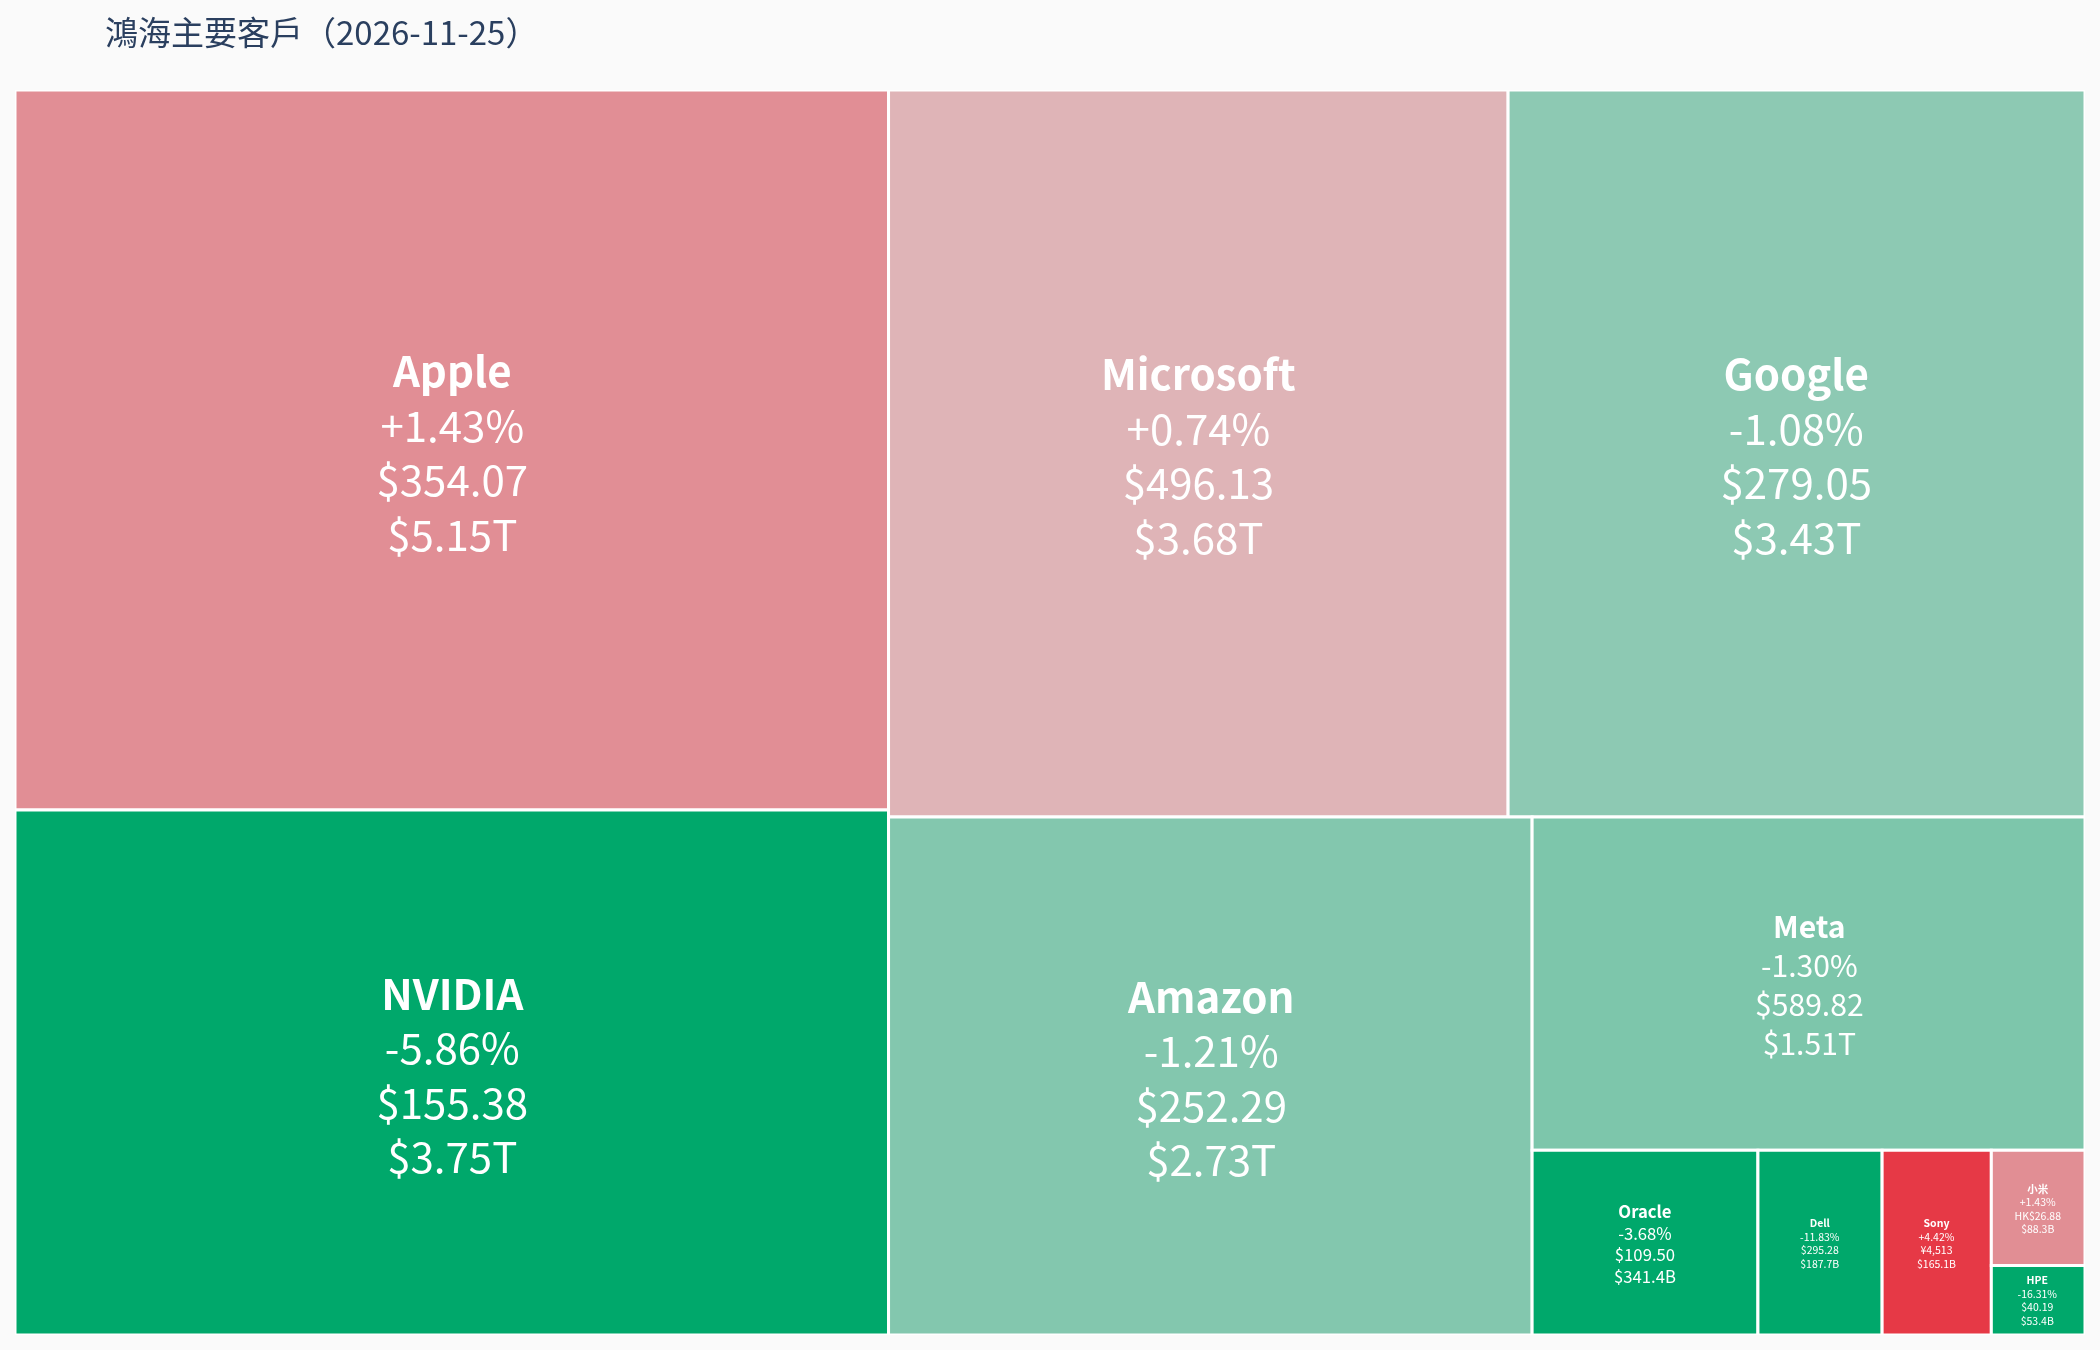 鴻海主要客戶（2026-11-25）
Apple
+1.43%
$354.07
$5.15T
Microsoft
+0.74%
$496.13
$3.68T
Google
-1.08%
$279.05
$3.43T
NVIDIA
-5.86%
$155.38
$3.75T
Amazon
-1.21%
$252.29
$2.73T
Meta
-1.30%
$589.82
$1.51T
Oracle
-3.68%
$109.50
$341.4B
Dell
-11.83%
$295.28
$187.7B
Sony
+4.42%
¥4,513
$165.1B
小米
+1.43%
HK$26.88
$88.3B
HPE
-16.31%
$40.19
$53.4B